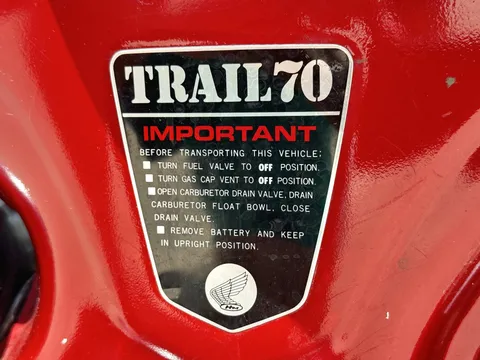 TRAIL70
IMPORTANT
BEFORE TRANSPORTING THIS VEHICLE:
■ TURN FUEL VALVE TO OFF POSITION.
■ TURN GAS CAP VENT TO OFF POSITION.
■ OPEN CARBURETOR DRAIN VALVE, DRAIN
CARBURETOR FLOAT BOWL, CLOSE
DRAIN VALVE.
■ REMOVE BATTERY AND KEEP
IN UPRIGHT POSITION.
HM